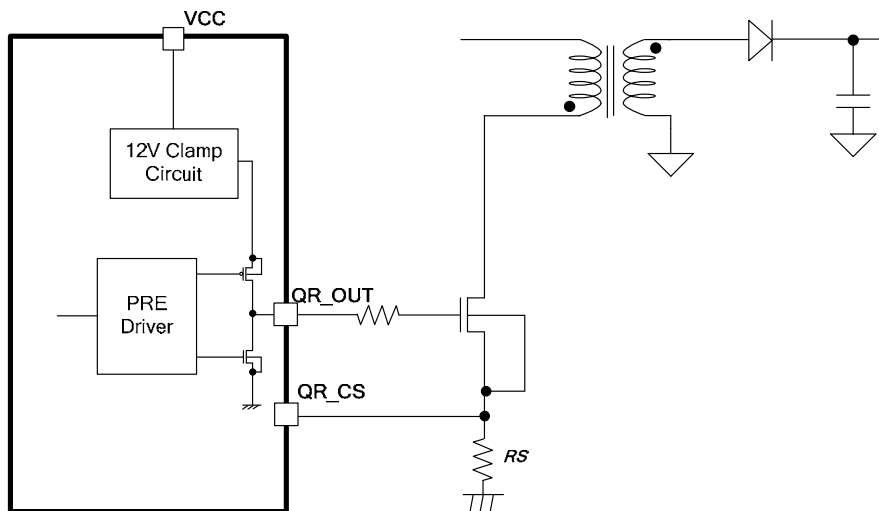 VCC
12V Clamp
Circuit
PRE
Driver
QR_OUT
QR_CS
RS